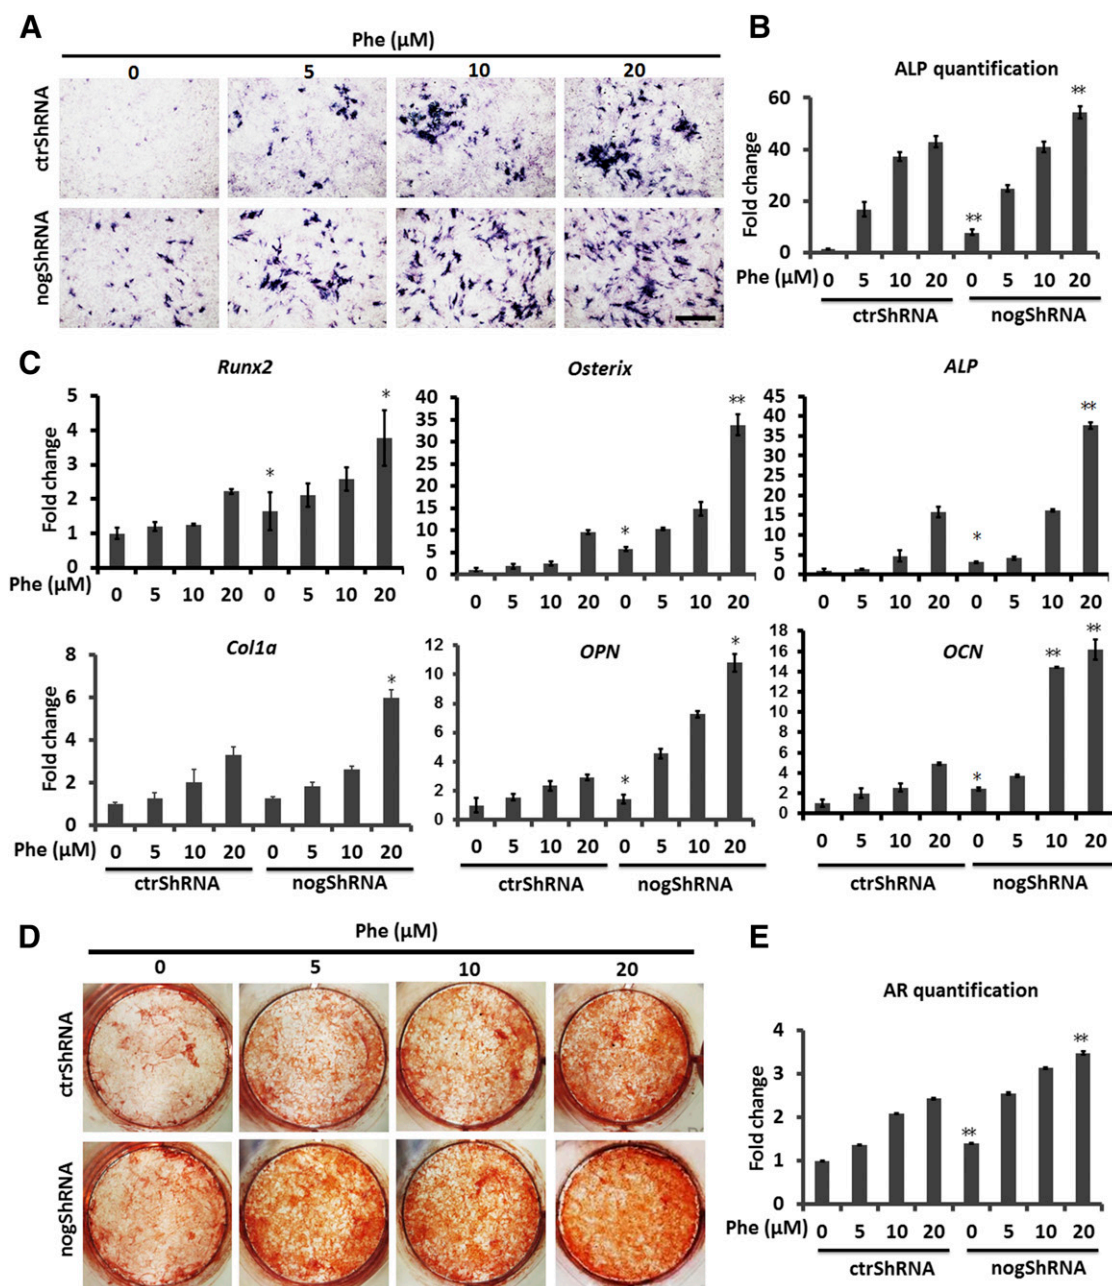 A
Phe (µM)
0 5 10 20
ctrShRNA
nogShRNA
B
ALP quantification
Fold change
60
40
20
0
** **
Phe (µM) 0 5 10 20 0 5 10 20
ctrShRNA nogShRNA
C
Runx2
Fold change
5
4
3
2
1
0
* *
Phe (µM) 0 5 10 20 0 5 10 20
Osterix
40
35
30
25
20
15
10
5
0
* **
0 5 10 20 0 5 10 20
ALP
45
40
35
30
25
20
15
10
5
0
* **
0 5 10 20 0 5 10 20
Col1a
Fold change
8
6
4
2
0
*
Phe (µM) 0 5 10 20 0 5 10 20
ctrShRNA nogShRNA
OPN
12
10
8
6
4
2
0
* *
0 5 10 20 0 5 10 20
ctrShRNA nogShRNA
OCN
18
16
14
12
10
8
6
4
2
0
* ** **
0 5 10 20 0 5 10 20
ctrShRNA nogShRNA
D
Phe (µM)
0 5 10 20
ctrShRNA
nogShRNA
E
AR quantification
Fold change
4
3
2
1
0
** **
Phe (µM) 0 5 10 20 0 5 10 20
ctrShRNA nogShRNA